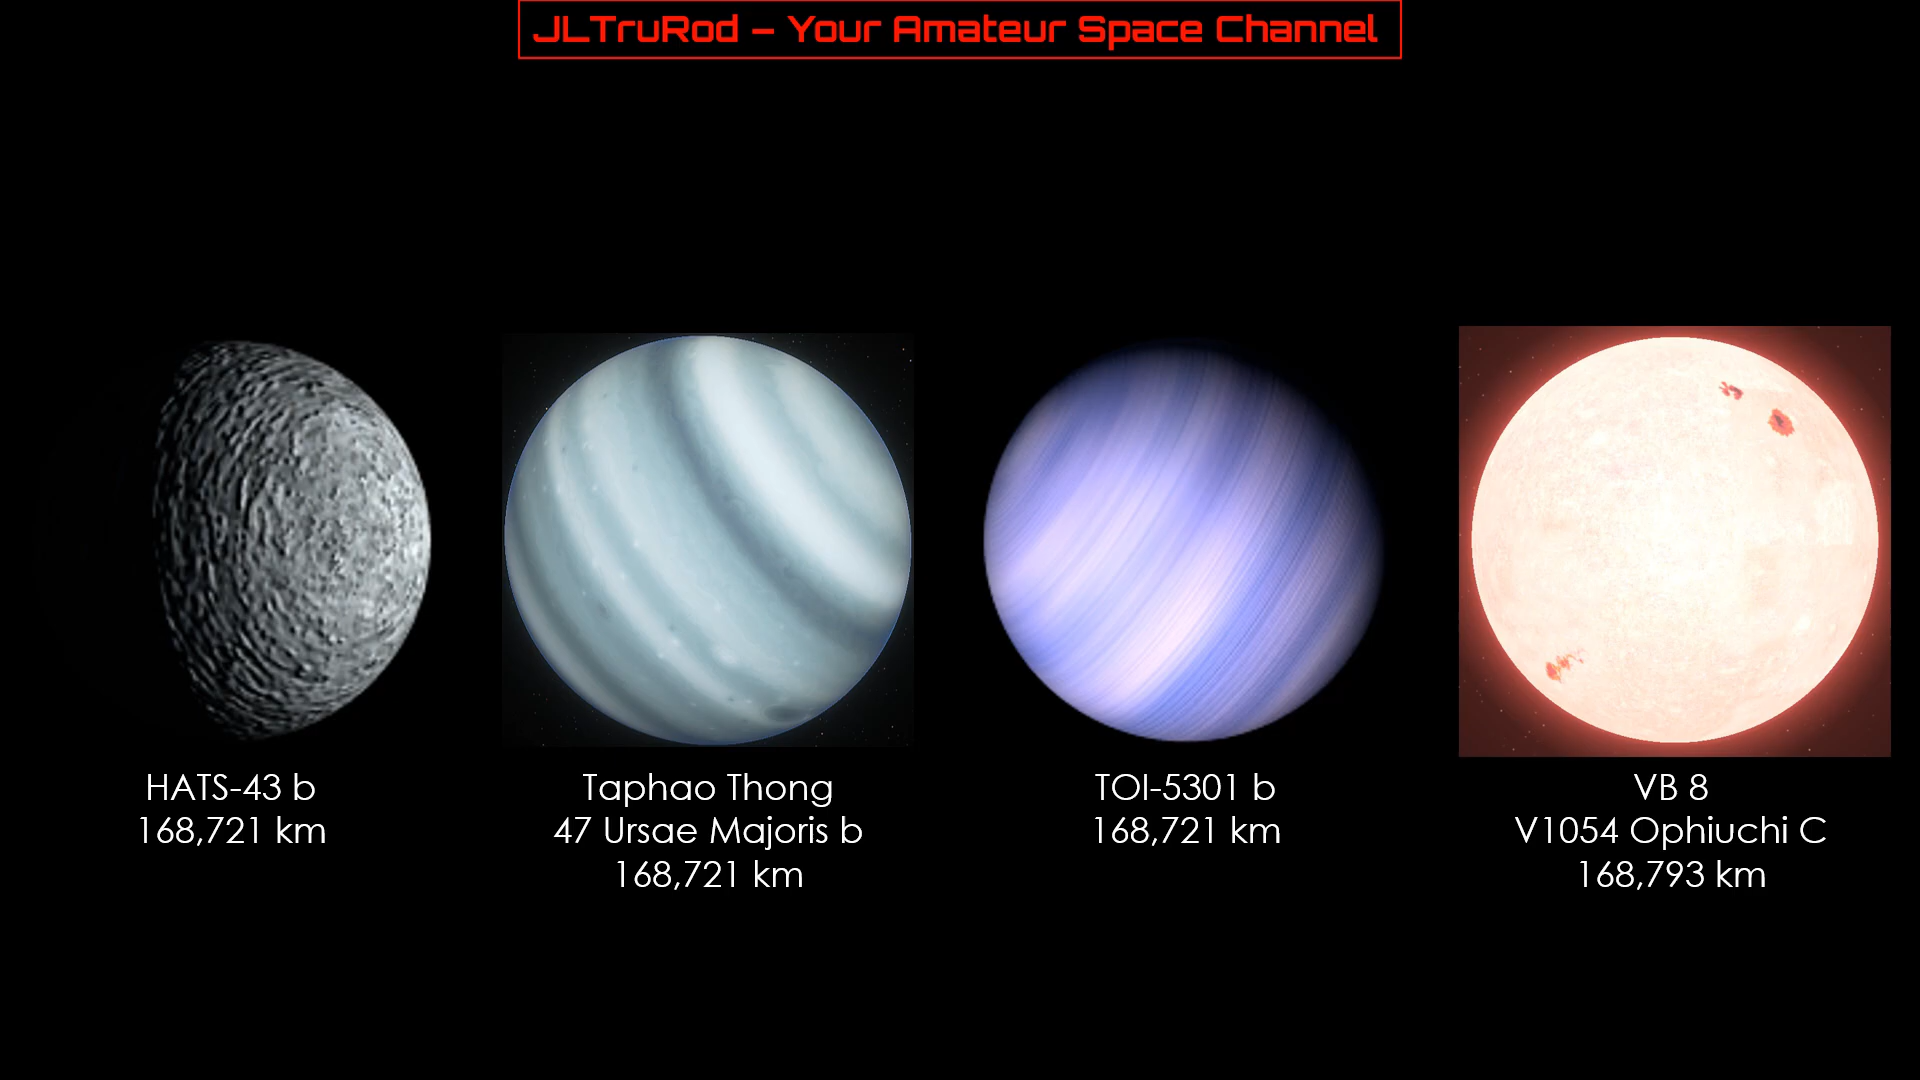 JLTruRod – Your Amateur Space Channel
HATS-43 b
168,721 km
Taphao Thong
47 Ursae Majoris b
168,721 km
TOI-5301 b
168,721 km
VB 8
V1054 Ophiuchi C
168,793 km